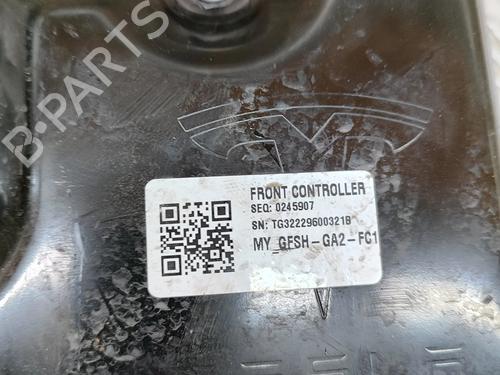 B-PARTS
FRONT CONTROLLER
SEQ: 0245907
SN: TG32229600321B
MY_GFSH-GA2-FC1